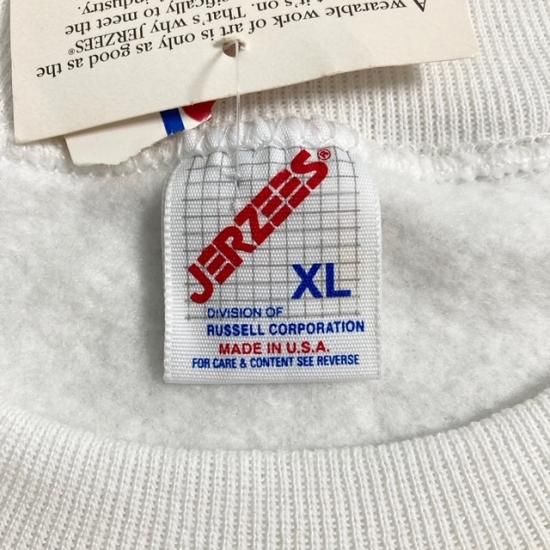 A wearable work of art is only as good as the
it's on. That's why JERZEES®
ifically to meet the
industry.
JERZEES®
XL
DIVISION OF
RUSSELL CORPORATION
MADE IN U.S.A.
FOR CARE & CONTENT SEE REVERSE